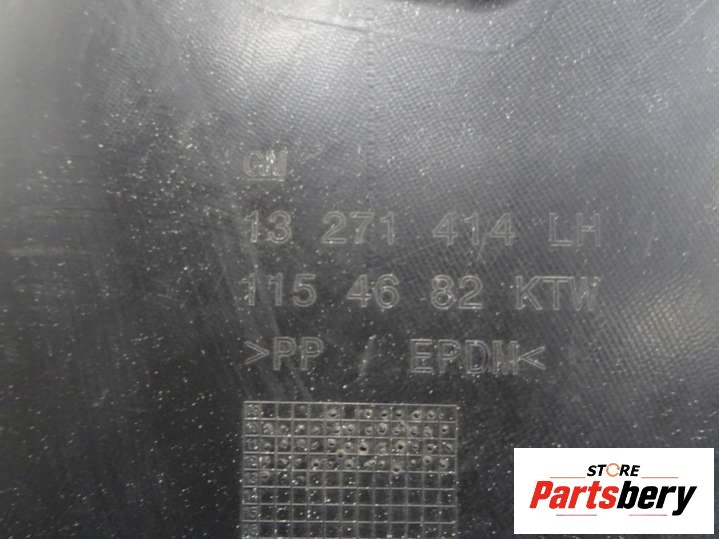 GM
13 271 414 LH
115 46 82 KTW
>PP / EPDM<
STORE
Partsbery